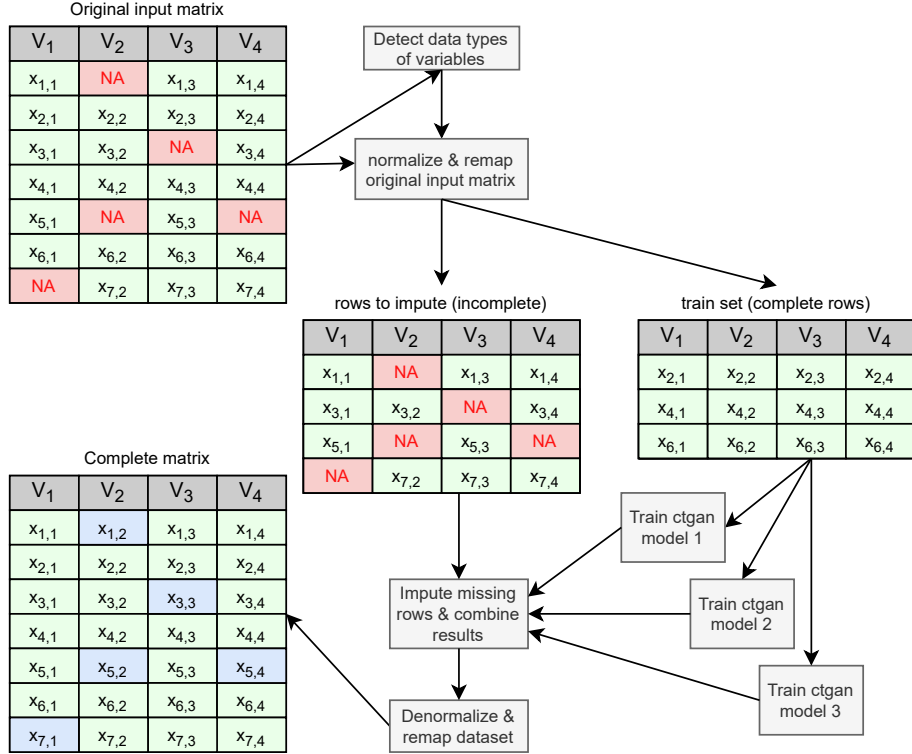 Original input matrix
V1 V2 V3 V4
x1,1 NA x1,3 x1,4
x2,1 x2,2 x2,3 x2,4
x3,1 x3,2 NA x3,4
x4,1 x4,2 x4,3 x4,4
x5,1 NA x5,3 NA
x6,1 x6,2 x6,3 x6,4
NA x7,2 x7,3 x7,4
Detect data types
of variables
normalize & remap
original input matrix
rows to impute (incomplete)
V1 V2 V3 V4
x1,1 NA x1,3 x1,4
x3,1 x3,2 NA x3,4
x5,1 NA x5,3 NA
NA x7,2 x7,3 x7,4
train set (complete rows)
V1 V2 V3 V4
x2,1 x2,2 x2,3 x2,4
x4,1 x4,2 x4,3 x4,4
x6,1 x6,2 x6,3 x6,4
Train ctgan
model 1
Train ctgan
model 2
Train ctgan
model 3
Impute missing
rows & combine
results
Denormalize &
remap dataset
Complete matrix
V1 V2 V3 V4
x1,1 x1,2 x1,3 x1,4
x2,1 x2,2 x2,3 x2,4
x3,1 x3,2 x3,3 x3,4
x4,1 x4,2 x4,3 x4,4
x5,1 x5,2 x5,3 x5,4
x6,1 x6,2 x6,3 x6,4
x7,1 x7,2 x7,3 x7,4